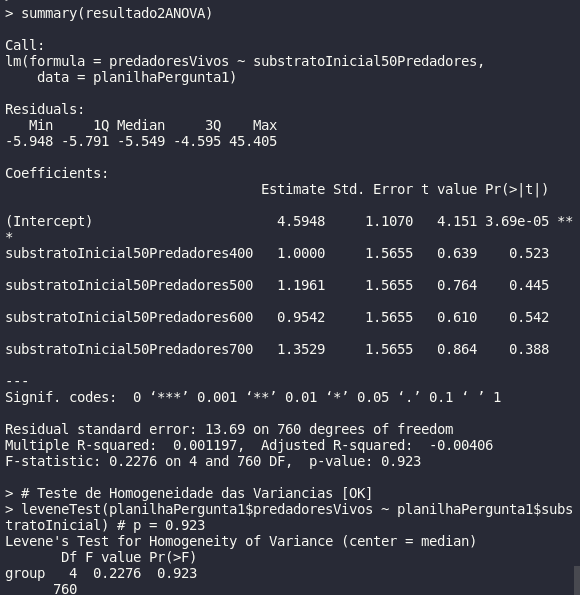 > summary(resultado2ANOVA)

Call:
lm(formula = predadoresVivos ~ substratoInicial50Predadores,
    data = planilhaPergunta1)

Residuals:
   Min     1Q Median     3Q    Max
-5.948 -5.791 -5.549 -4.595 45.405

Coefficients:
                                Estimate Std. Error t value Pr(>|t|)

(Intercept)                       4.5948     1.1070   4.151 3.69e-05 **
*
substratoInicial50Predadores400   1.0000     1.5655   0.639    0.523

substratoInicial50Predadores500   1.1961     1.5655   0.764    0.445

substratoInicial50Predadores600   0.9542     1.5655   0.610    0.542

substratoInicial50Predadores700   1.3529     1.5655   0.864    0.388

---
Signif. codes:  0 ‘***’ 0.001 ‘**’ 0.01 ‘*’ 0.05 ‘.’ 0.1 ‘ ’ 1

Residual standard error: 13.69 on 760 degrees of freedom
Multiple R-squared:  0.001197,  Adjusted R-squared:  -0.00406
F-statistic: 0.2276 on 4 and 760 DF,  p-value: 0.923

> # Teste de Homogeneidade das Variancias [OK]
> leveneTest(planilhaPergunta1$predadoresVivos ~ planilhaPergunta1$subs
tratoInicial) # p = 0.923
Levene's Test for Homogeneity of Variance (center = median)
       Df F value Pr(>F)
group   4  0.2276  0.923
      760